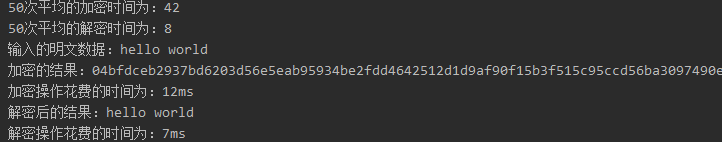 50次平均的加密时间为：42
50次平均的解密时间为：8
输入的明文数据：hello world
加密的结果：04bfdceb2937bd6203d56e5eab95934be2fdd4642512d1d9af90f15b3f515c95ccd56ba3097490e
加密操作花费的时间为：12ms
解密后的结果：hello world
解密操作花费的时间为：7ms